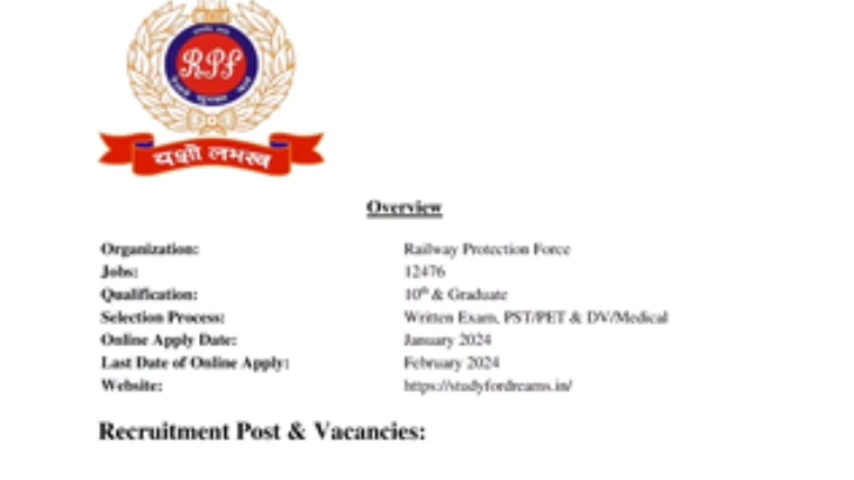 RPF
यशो लभस्व
Overview
Organization: Railway Protection Force
Jobs: 12476
Qualification: 10th & Graduate
Selection Process: Written Exam, PST/PET & DV/Medical
Online Apply Date: January 2024
Last Date of Online Apply: February 2024
Website: https://studyfordreams.in/
Recruitment Post & Vacancies: